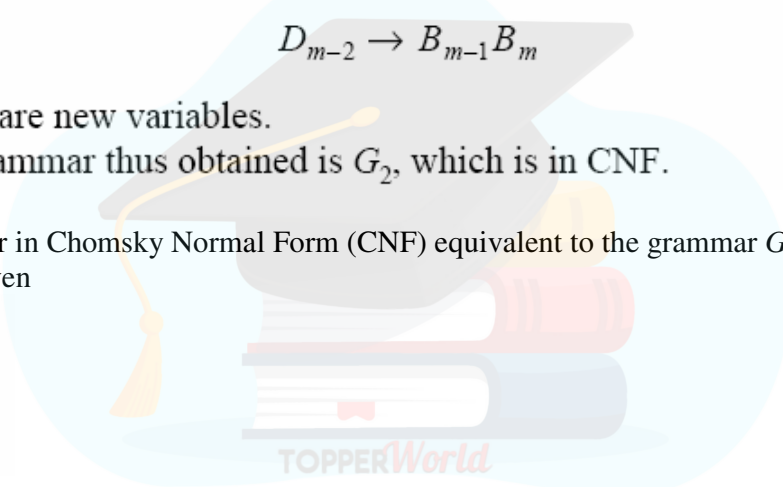 D_{m-2} → B_{m-1}B_m
are new variables.
ammar thus obtained is G_2, which is in CNF.
r in Chomsky Normal Form (CNF) equivalent to the grammar G
en
TOPPERWorld